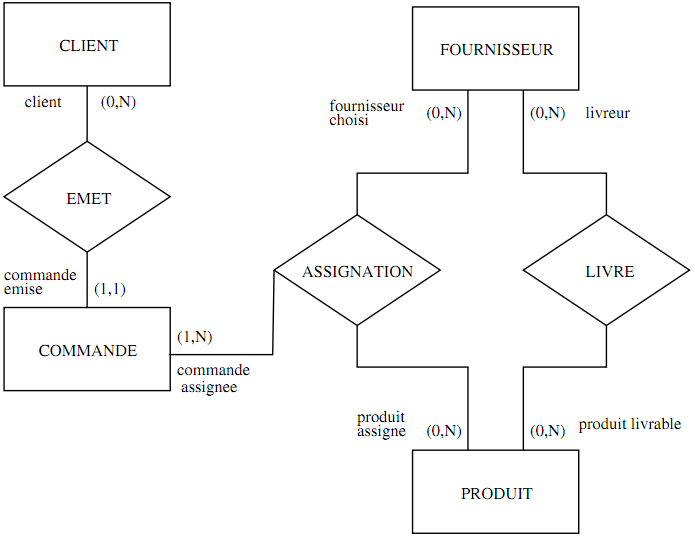 CLIENT
FOURNISSEUR
client
(0,N)
fournisseur
choisi
(0,N)
(0,N)
livreur
EMET
commande
emise
(1,1)
ASSIGNATION
LIVRE
COMMANDE
(1,N)
commande
assignee
produit
assigne
(0,N)
(0,N)
produit livrable
PRODUIT